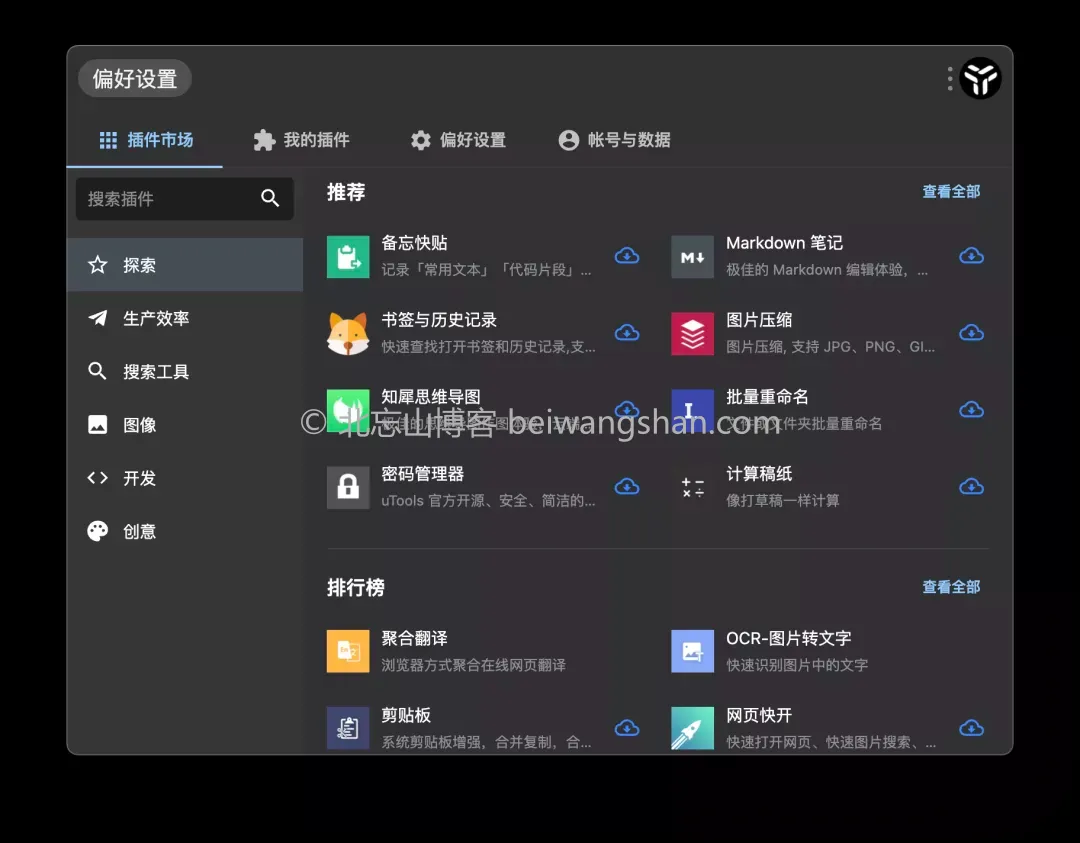 偏好设置
插件市场
我的插件
偏好设置
帐号与数据
搜索插件
探索
生产效率
搜索工具
图像
开发
创意
推荐
查看全部
备忘快贴
记录「常用文本」「代码片段」...
Markdown 笔记
极佳的 Markdown 编辑体验，...
书签与历史记录
快速查找打开书签和历史记录,支...
图片压缩
图片压缩, 支持 JPG、PNG、GI...
知犀思维导图
批量重命名
文件或文件夹批量重命名
© 北忘山博客 beiwangshan.com
密码管理器
uTools 官方开源、安全、简洁的...
计算稿纸
像打草稿一样计算
排行榜
查看全部
聚合翻译
浏览器方式聚合在线网页翻译
OCR-图片转文字
快速识别图片中的文字
剪贴板
系统剪贴板增强，合并复制，合...
网页快开
快速打开网页、快速图片搜索、...